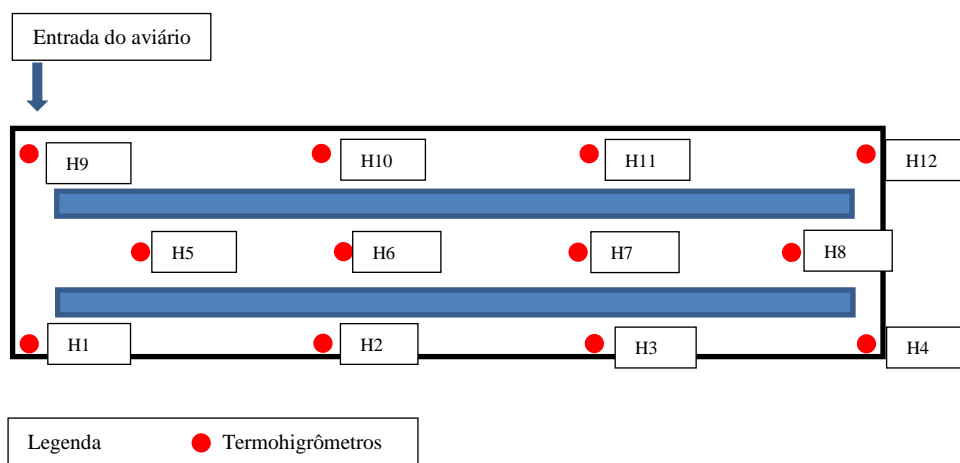 Entrada do aviário
H9
H10
H11
H12
H5
H6
H7
H8
H1
H2
H3
H4
Legenda
Termohigrômetros